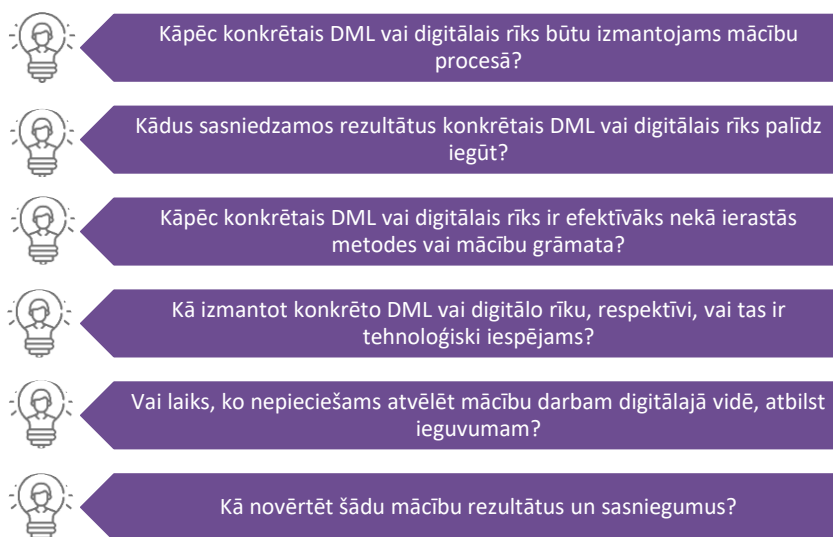 Kāpēc konkrētais DML vai digitālais rīks būtu izmantojams mācību
procesā?
Kādus sasniedzamos rezultātus konkrētais DML vai digitālais rīks palīdz
iegūt?
Kāpēc konkrētais DML vai digitālais rīks ir efektīvāks nekā ierastās
metodes vai mācību grāmata?
Kā izmantot konkrēto DML vai digitālo rīku, respektīvi, vai tas ir
tehnoloģiski iespējams?
Vai laiks, ko nepieciešams atvēlēt mācību darbam digitālajā vidē, atbilst
ieguvumam?
Kā novērtēt šādu mācību rezultātus un sasniegumus?